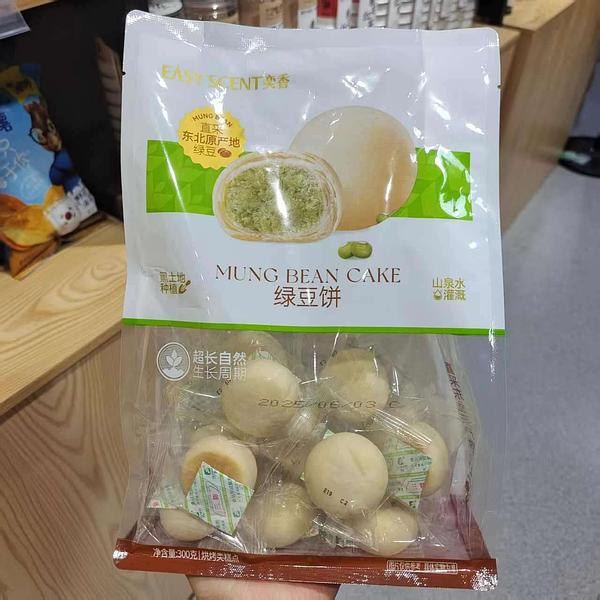 EASY SCENT奕香
MUNG BEAN
直采
东北原产地
绿豆
MUNG BEAN CAKE
绿豆饼
黑土地
种植
山泉水
灌溉
超长自然
生长周期
2025/06/03
E19 C2
净含量:300克|烘烤类糕点